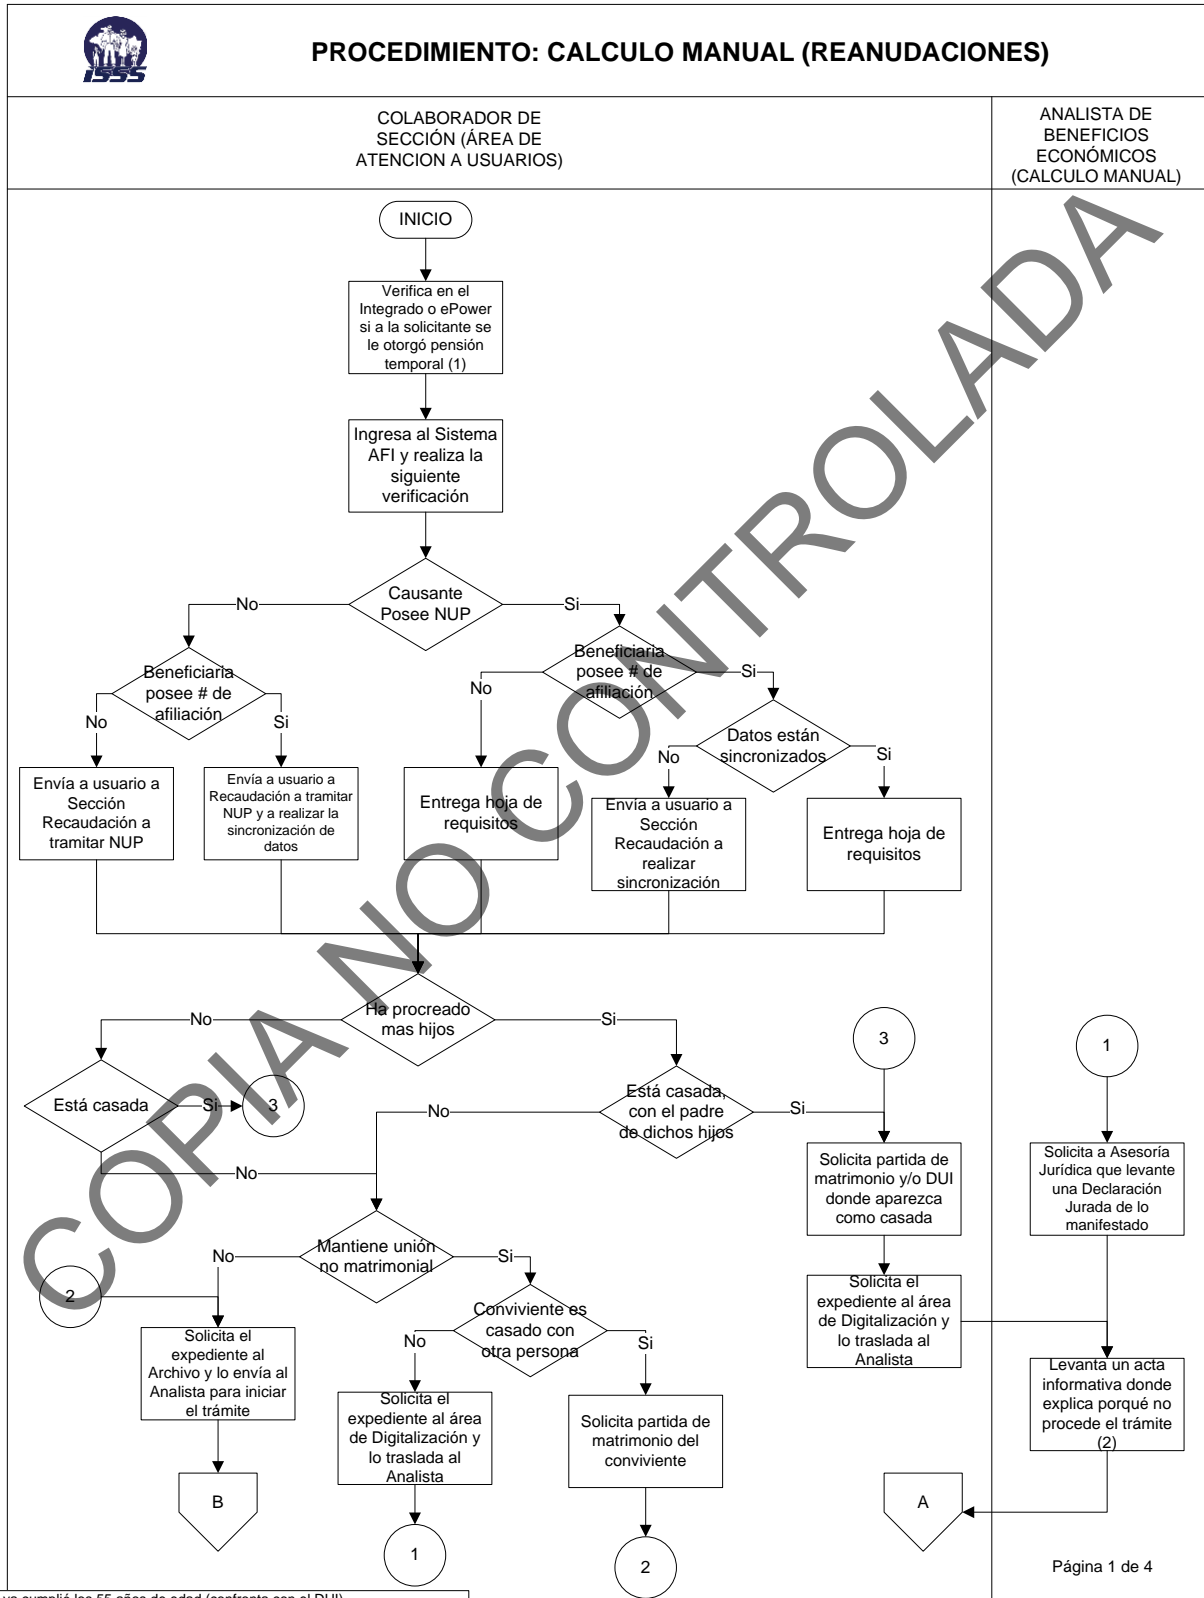 ISSS
PROCEDIMIENTO: CALCULO MANUAL (REANUDACIONES)
COLABORADOR DE
SECCIÓN (ÁREA DE
ATENCION A USUARIOS)
ANALISTA DE
BENEFICIOS
ECONÓMICOS
(CALCULO MANUAL)
INICIO
Verifica en el
Integrado o ePower
si a la solicitante se
le otorgó pensión
temporal (1)
Ingresa al Sistema
AFI y realiza la
siguiente
verificación
Causante
Posee NUP
No
Si
Beneficiaria
posee # de
afiliación
No
Si
Beneficiaria
posee # de
afiliación
No
Si
Datos están
sincronizados
No
Si
Envía a usuario a
Sección
Recaudación a
tramitar NUP
Envía a usuario a
Recaudación a tramitar
NUP y a realizar la
sincronización de
datos
Entrega hoja de
requisitos
Envía a usuario a
Sección
Recaudación a
realizar
sincronización
Entrega hoja de
requisitos
Ha procreado
mas hijos
No
Si
3
1
Está casada
Si
3
No
Está casada,
con el padre
de dichos hijos
No
Si
Solicita partida de
matrimonio y/o DUI
donde aparezca
como casada
Solicita a Asesoría
Jurídica que levante
una Declaración
Jurada de lo
manifestado
Mantiene unión
no matrimonial
No
Si
2
Conviviente es
casado con
otra persona
No
Si
Solicita el
expediente al área
de Digitalización y
lo traslada al
Analista
Solicita el
expediente al
Archivo y lo envía al
Analista para iniciar
el trámite
Levanta un acta
informativa donde
explica porqué no
procede el trámite
(2)
Solicita el
expediente al área
de Digitalización y
lo traslada al
Analista
Solicita partida de
matrimonio del
conviviente
B
A
1
2
Página 1 de 4
ya cumplió los 55 años de edad (confronta con el DUI)
COPIA NO CONTROLADA